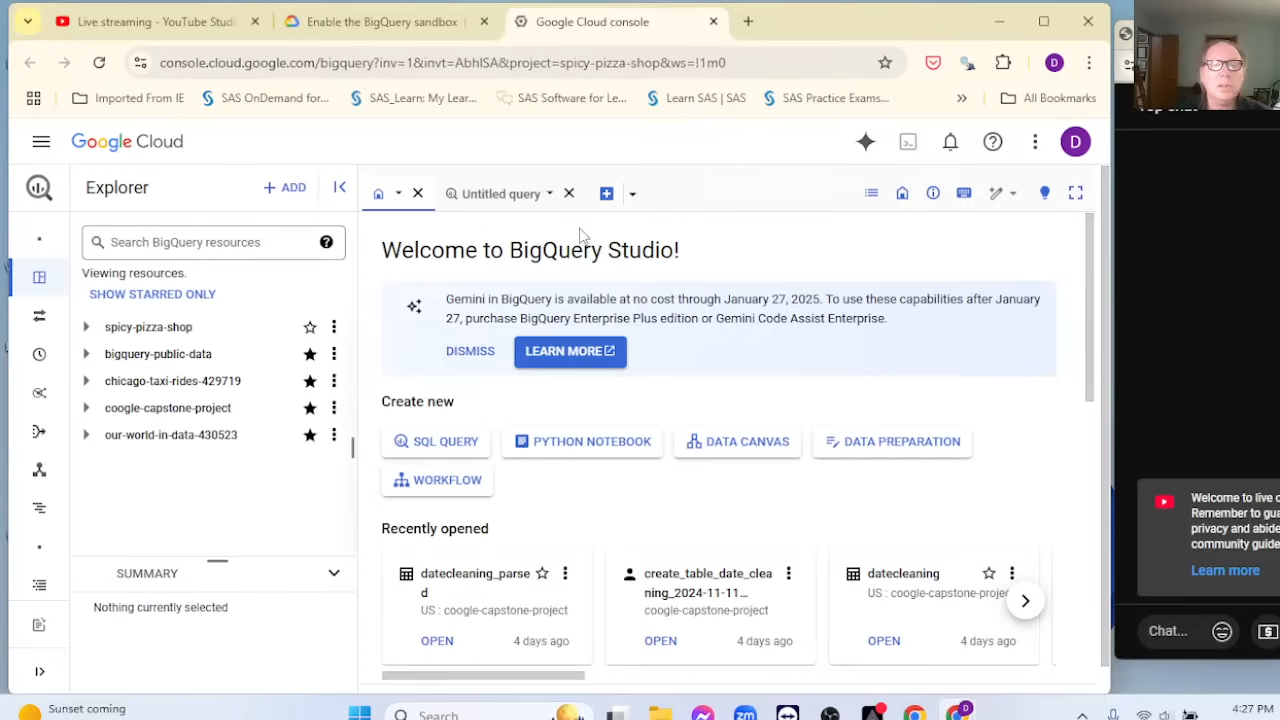 Live streaming - YouTube Studi
Enable the BigQuery sandbox
Google Cloud console
console.cloud.google.com/bigquery?inv=1&invt=AbhlSA&project=spicy-pizza-shop&ws=!1m0
D
Imported From IE
SAS OnDemand for...
SAS_Learn: My Lear...
SAS Software for Le...
Learn SAS | SAS
SAS Practice Exams...
»
All Bookmarks
Google Cloud
D
Explorer
+ ADD
Untitled query
Search BigQuery resources
Viewing resources.
SHOW STARRED ONLY
spicy-pizza-shop
bigquery-public-data
chicago-taxi-rides-429719
coogle-capstone-project
our-world-in-data-430523
SUMMARY
Nothing currently selected
Welcome to BigQuery Studio!
Gemini in BigQuery is available at no cost through January 27, 2025. To use these capabilities after January
27, purchase BigQuery Enterprise Plus edition or Gemini Code Assist Enterprise.
DISMISS
LEARN MORE
Create new
SQL QUERY
PYTHON NOTEBOOK
DATA CANVAS
DATA PREPARATION
WORKFLOW
Recently opened
datecleaning_parse
d
US : coogle-capstone-project
OPEN
4 days ago
create_table_date_clea
ning_2024-11-11...
coogle-capstone-project
OPEN
4 days ago
datecleaning
US : coogle-capstone-projec
OPEN
4 days ago
Welcome to live c
Remember to gua
privacy and abide
community guide
Learn more
Chat...
Sunset coming
Search
zm
D
4:27 PM